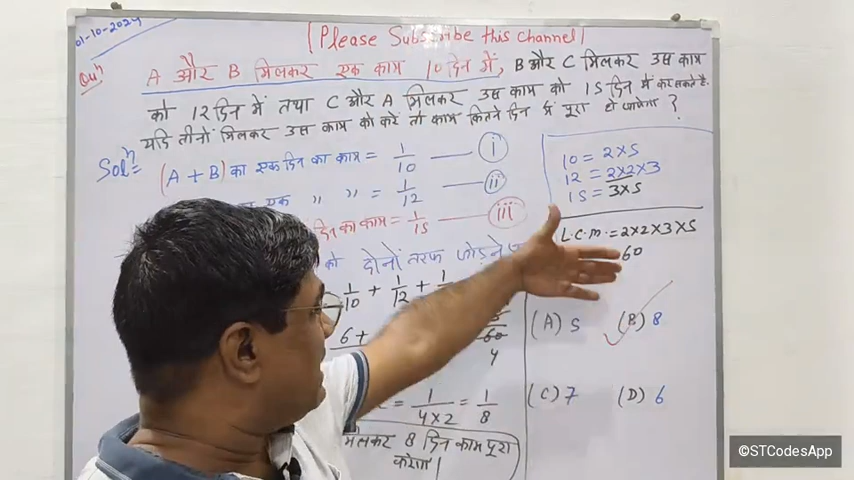 01-10-2024
(Please Subscribe this channel)
Quⁿ A और B मिलकर एक काम 10 दिन में, B और C मिलकर उस काम
को 12 दिन में तथा C और A मिलकर उस काम को 15 दिन में कर सकते है.
यदि तीनों मिलकर उस काम को करें तो काम कितने दिन में पूरा हो जायेगा ?
Solⁿ= (A + B) का एक दिन का काम = 1/10 — (i)
एक " " = 1/12 — (ii)
दिन का काम = 1/15 — (iii)
को दोनों तरफ जोड़ने
1/10 + 1/12 +
6 +
60
4
= 1/(4×2) = 1/8
मिलकर 8 दिन काम पूरा
करेगा |
10 = 2×5
12 = 2×2×3
15 = 3×5
L.C.M. = 2×2×3×5
60
(A) 5 (B) 8
(C) 7 (D) 6
©STCodesApp